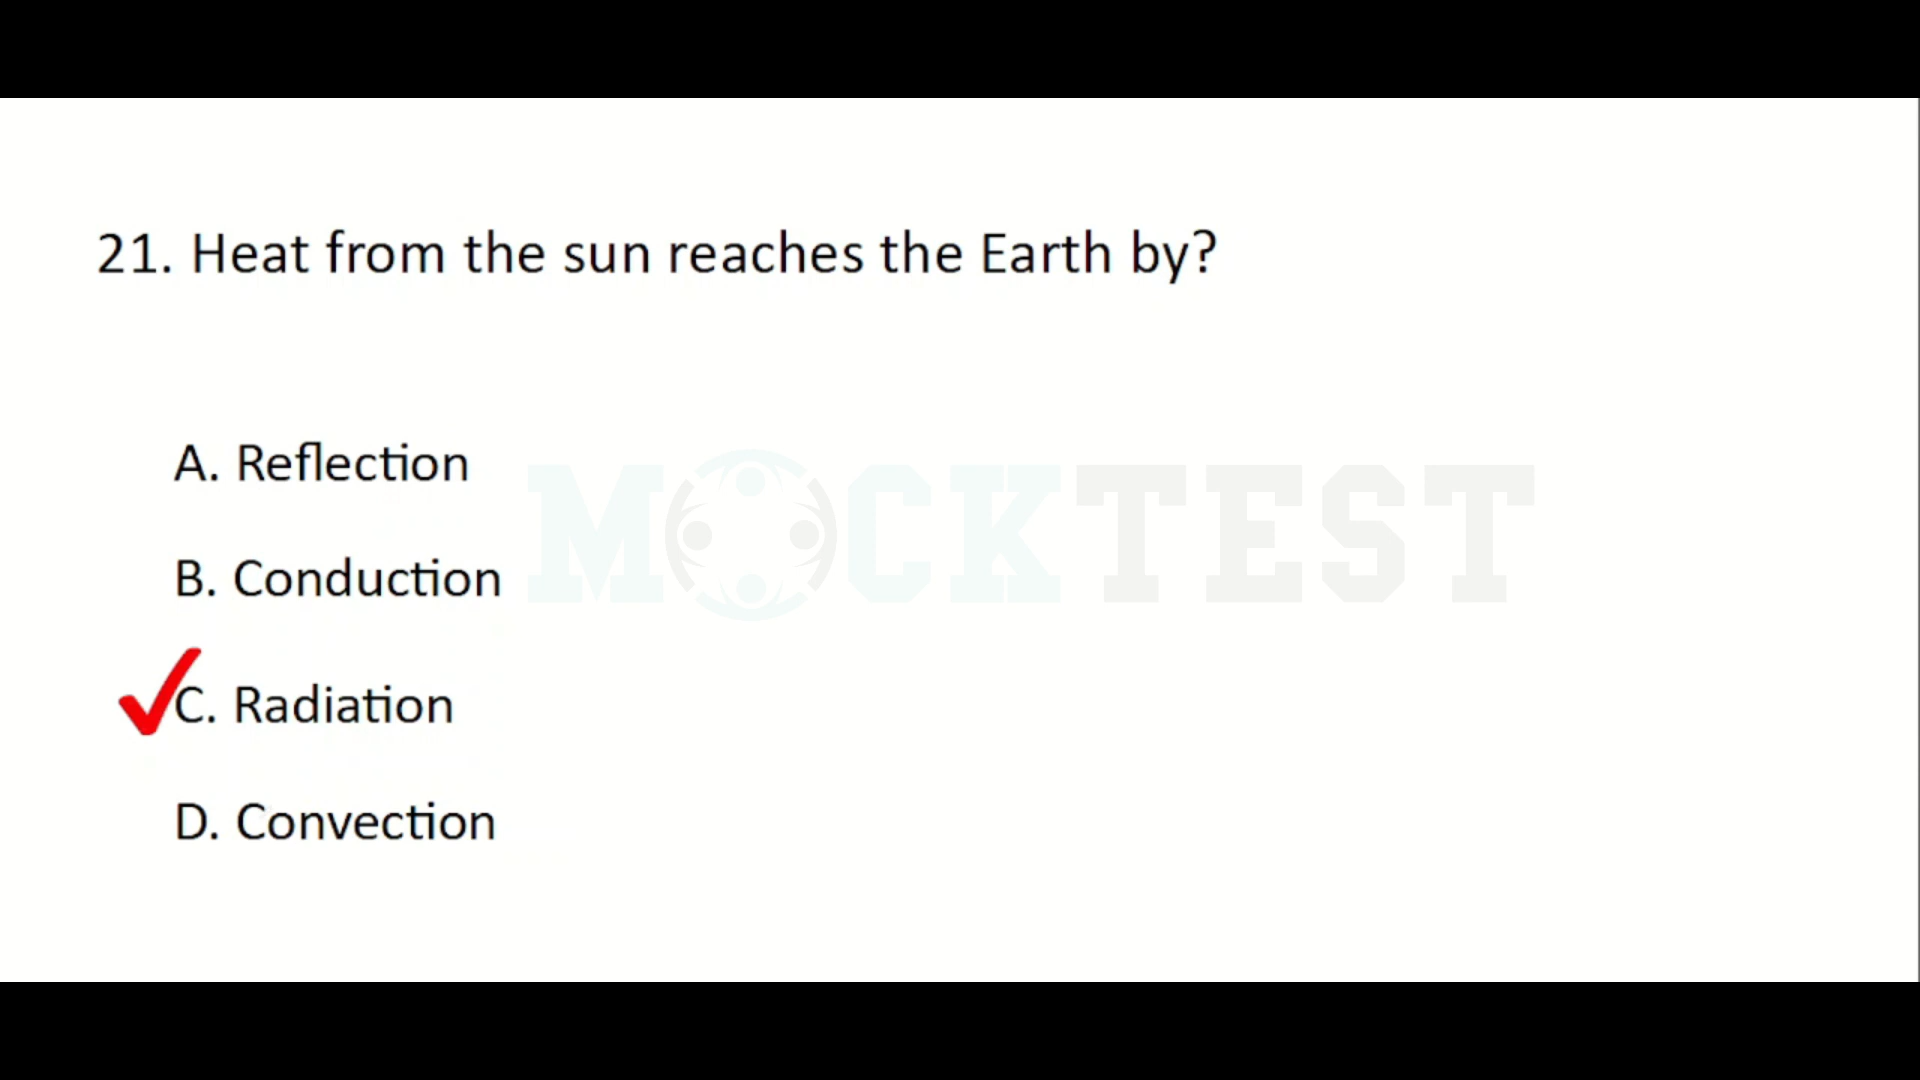 21. Heat from the sun reaches the Earth by?
A. Reflection
MOCKTEST
B. Conduction
C. Radiation
D. Convection